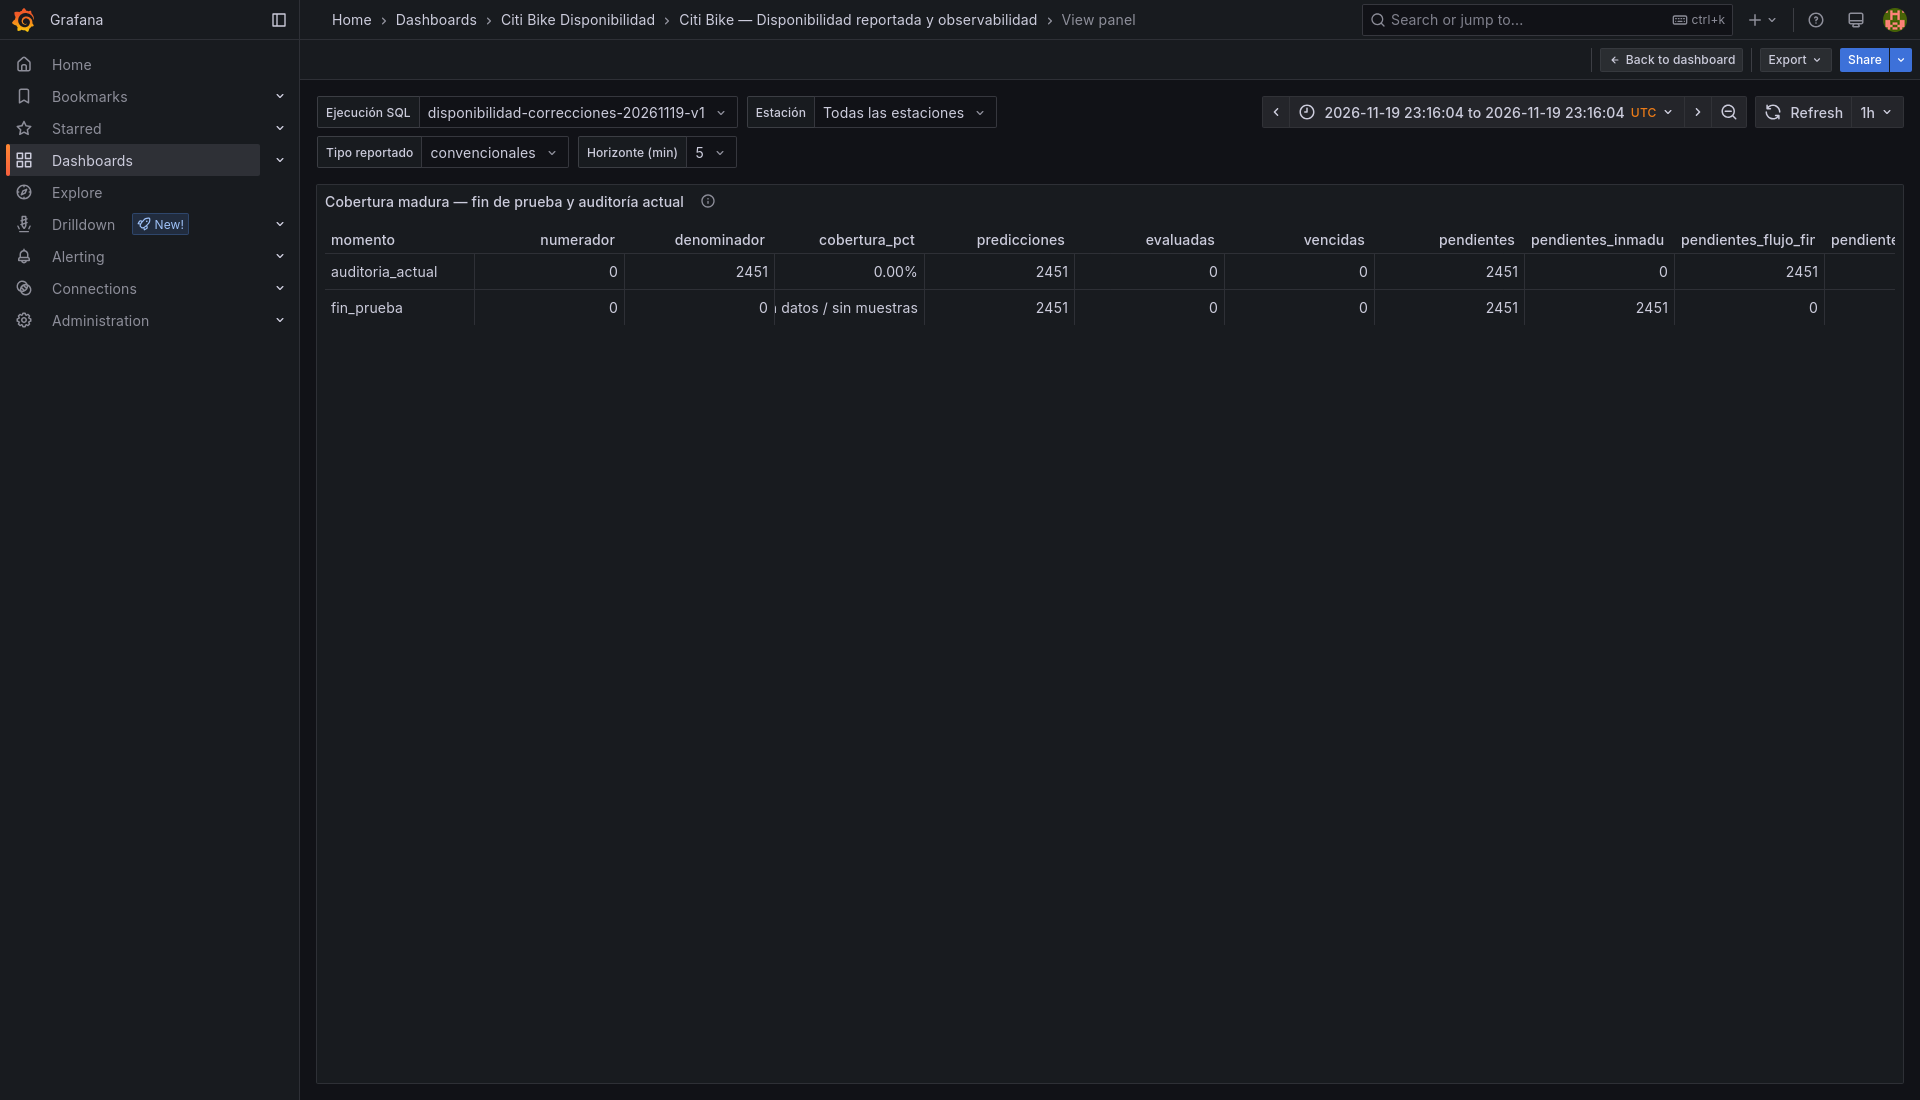 Grafana
Home › Dashboards › Citi Bike Disponibilidad › Citi Bike — Disponibilidad reportada y observabilidad › View panel
Search or jump to... ctrl+k
Home
Bookmarks
Starred
Dashboards
Explore
Drilldown New!
Alerting
Connections
Administration
Back to dashboard Export Share
Ejecución SQL disponibilidad-correcciones-20261119-v1 Estación Todas las estaciones
2026-11-19 23:16:04 to 2026-11-19 23:16:04 UTC Refresh 1h
Tipo reportado convencionales Horizonte (min) 5
Cobertura madura — fin de prueba y auditoría actual
momento numerador denominador cobertura_pct predicciones evaluadas vencidas pendientes pendientes_inmadu pendientes_flujo_fir pendiente
auditoria_actual 0 2451 0.00% 2451 0 0 2451 0 2451
fin_prueba 0 0 datos / sin muestras 2451 0 0 2451 2451 0